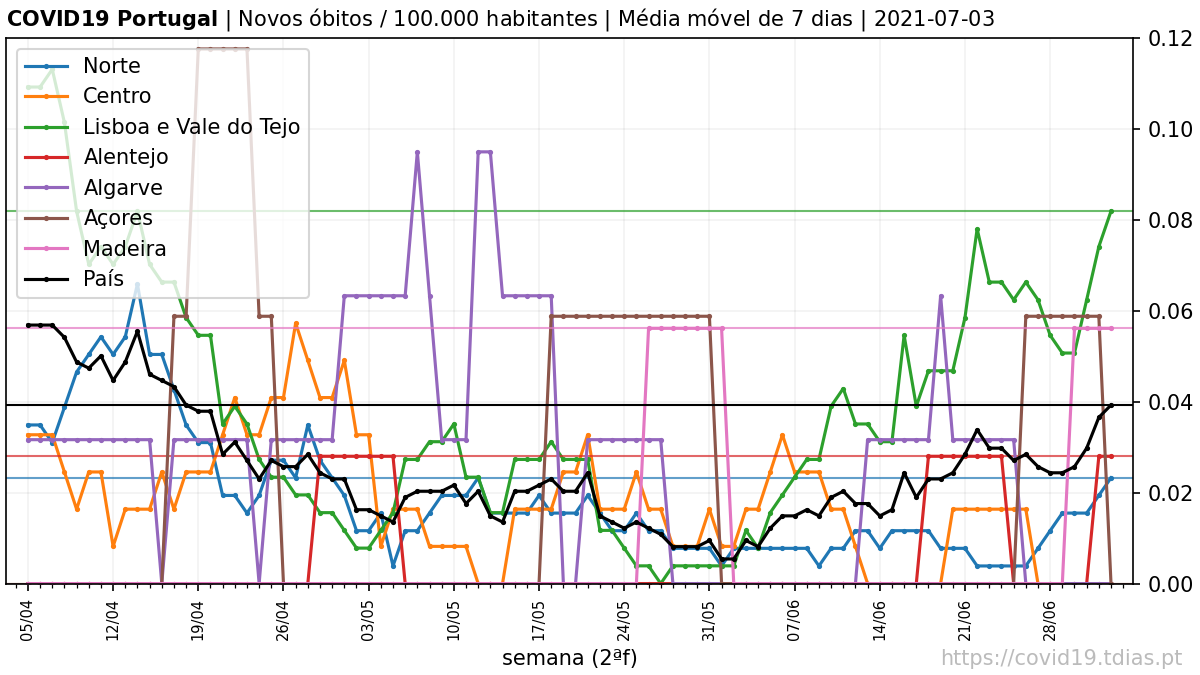 COVID19 Portugal | Novos óbitos / 100.000 habitantes | Média móvel de 7 dias | 2021-07-03
Norte
Centro
Lisboa e Vale do Tejo
Alentejo
Algarve
Açores
Madeira
País
0.12
0.10
0.08
0.06
0.04
0.02
0.00
05/04
12/04
19/04
26/04
03/05
10/05
17/05
24/05
31/05
07/06
14/06
21/06
28/06
semana (2ªf)
https://covid19.tdias.pt